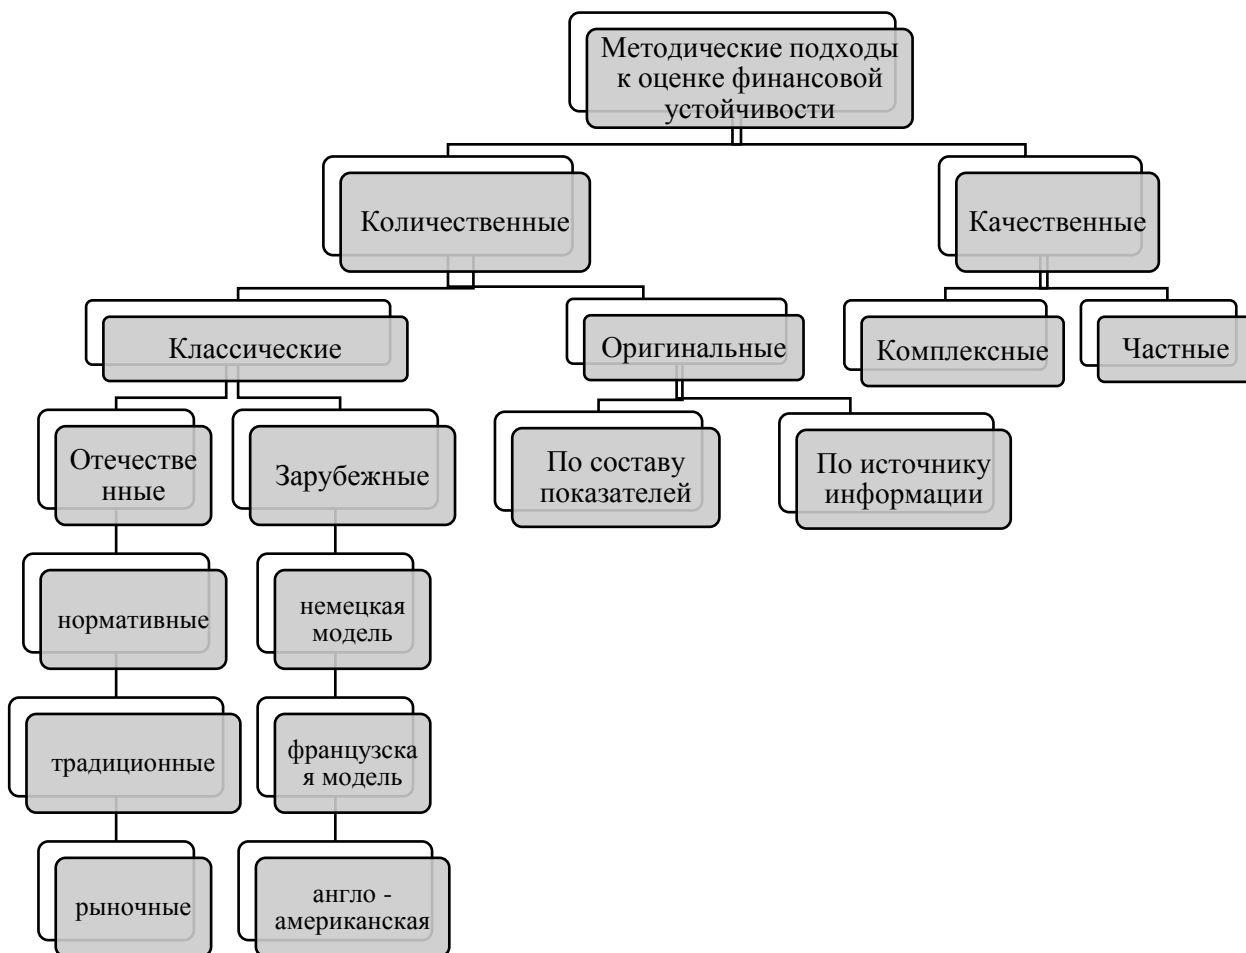 Методические подходы
к оценке финансовой
устойчивости
Количественные
Качественные
Классические
Оригинальные
Комплексные
Частные
Отечестве
нные
Зарубежные
По составу
показателей
По источнику
информации
нормативные
немецкая
модель
традиционные
французска
я модель
рыночные
англо -
американская